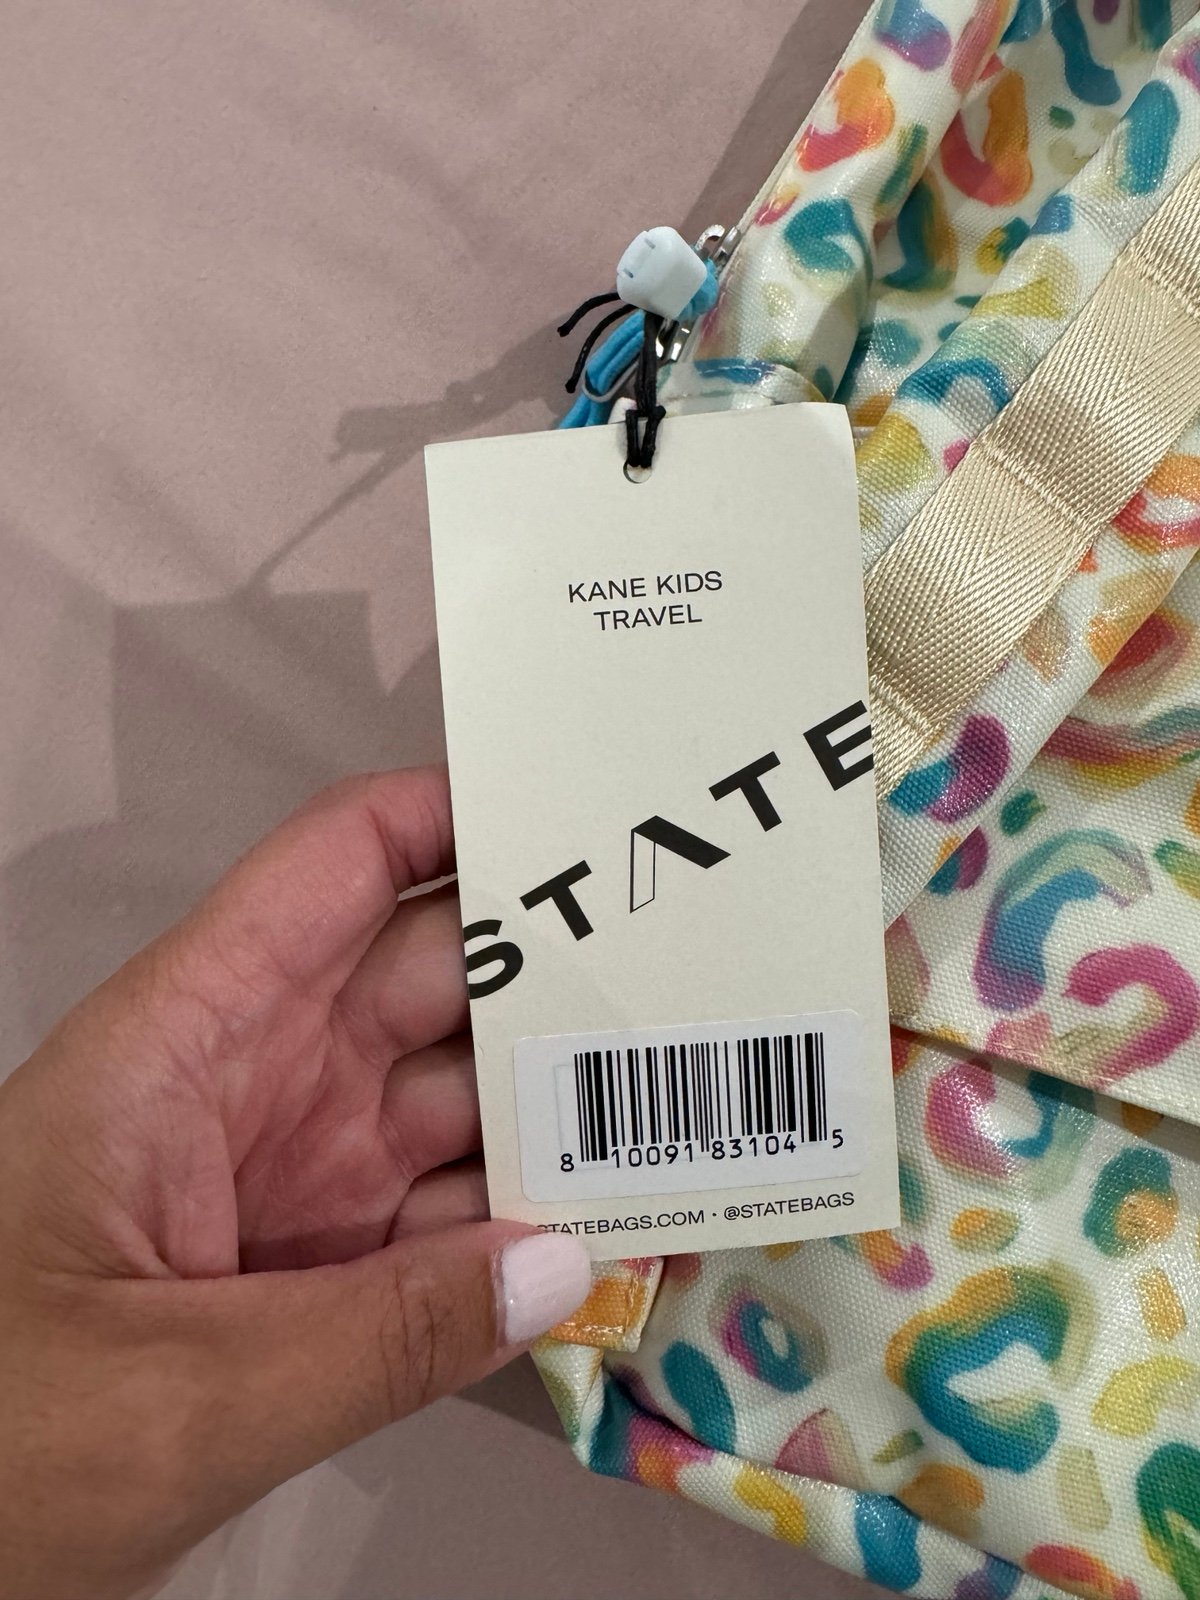 KANE KIDS
TRAVEL
STATE
8 10091 83104 5
STATEBAGS.COM · @STATEBAGS